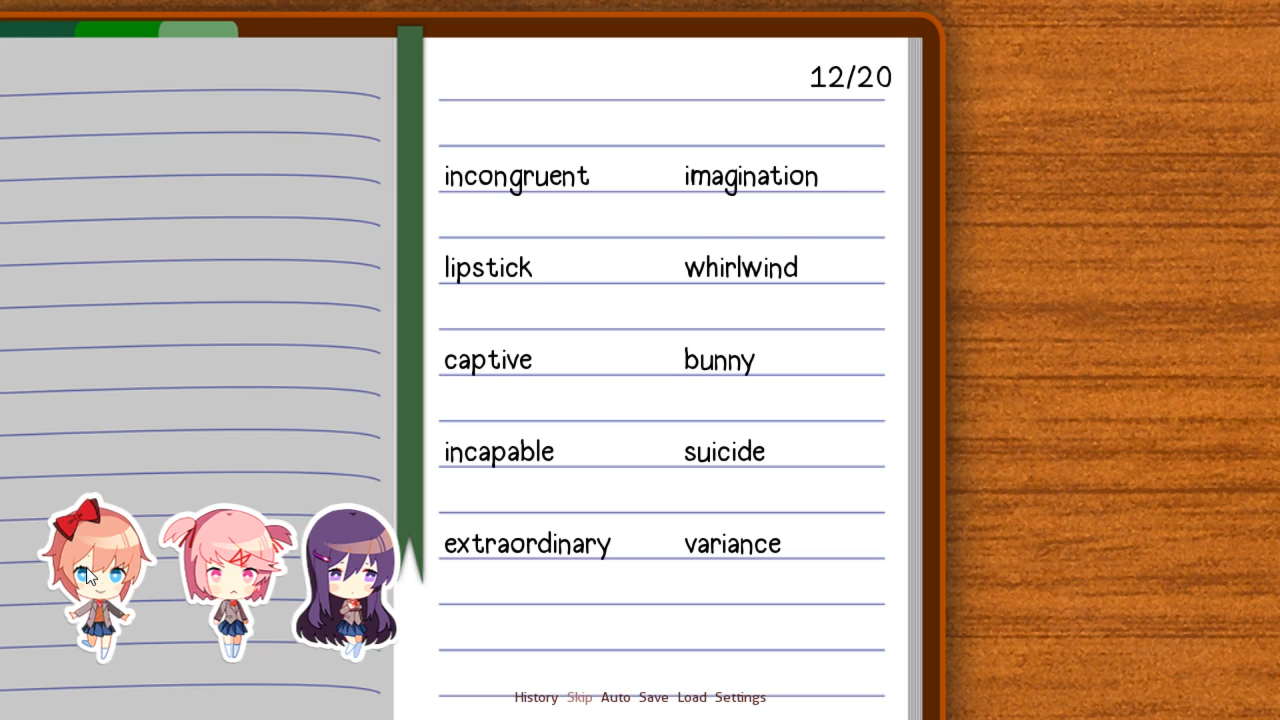 12/20
incongruent imagination
lipstick whirlwind
captive bunny
incapable suicide
extraordinary variance
History Skip Auto Save Load Settings